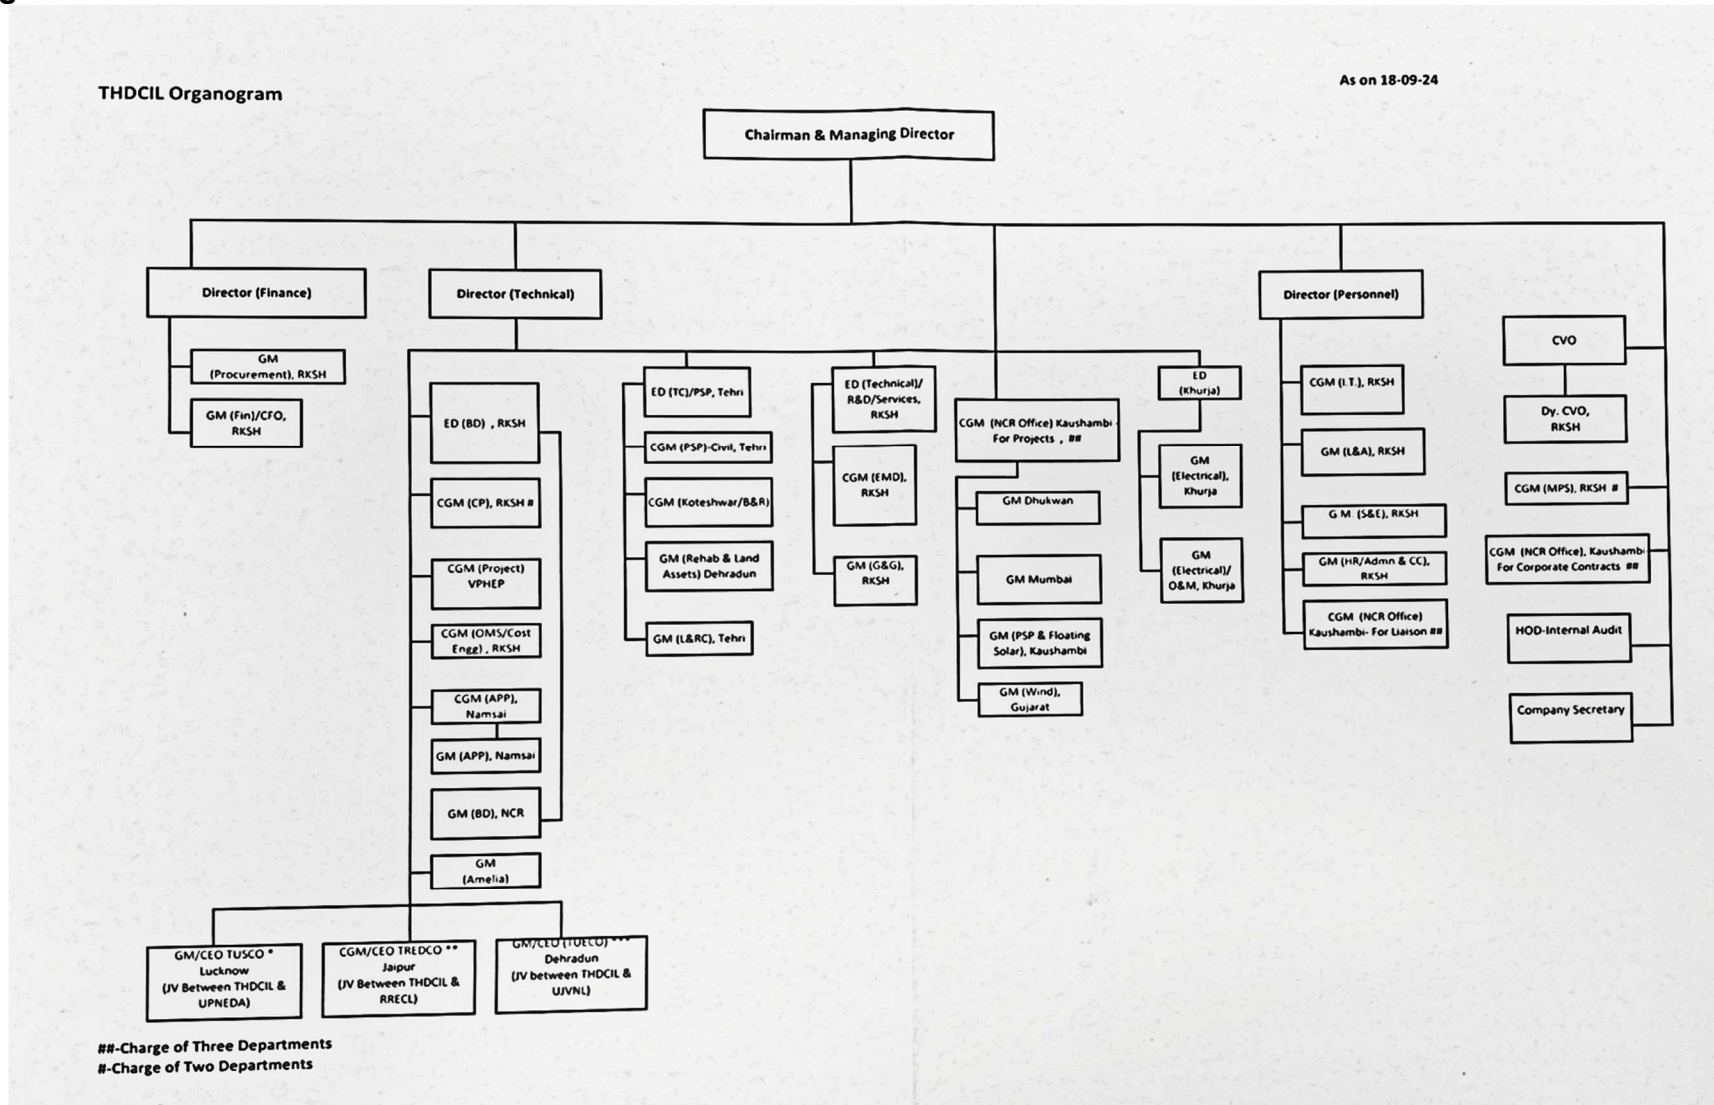 THDCIL Organogram
As on 18-09-24
Chairman & Managing Director
Director (Finance)
GM
(Procurement), RKSH
GM (Fin)/CFO,
RKSH
Director (Technical)
ED (BD) , RKSH
CGM (CP), RKSH #
CGM (Project)
VPHEP
CGM (OMS/Cost
Engg) , RKSH
CGM (APP),
Namsai
GM (APP), Namsai
GM (BD), NCR
GM
(Amelia)
GM/CEO TUSCO *
Lucknow
(JV Between THDCIL &
UPNEDA)
CGM/CEO TREDCO **
Jaipur
(JV Between THDCIL &
RRECL)
GM/CEO (TUECO) ***
Dehradun
(JV between THDCIL &
UJVNL)
ED (TC)/PSP, Tehri
CGM (PSP)-Civil, Tehri
CGM (Koteshwar/B&R)
GM (Rehab & Land
Assets) Dehradun
GM (L&RC), Tehri
ED (Technical)/
R&D/Services,
RKSH
CGM (EMD),
RKSH
GM (G&G),
RKSH
CGM (NCR Office) Kaushambi-
For Projects , ##
GM Dhukwan
GM Mumbai
GM (PSP & Floating
Solar), Kaushambi
GM (Wind),
Gujarat
ED
(Khurja)
GM
(Electrical),
Khurja
GM
(Electrical)/
O&M, Khurja
Director (Personnel)
CGM (I.T.), RKSH
GM (L&A), RKSH
G.M. (S&E), RKSH
GM (HR/Admn & CC),
RKSH
CGM (NCR Office)
Kaushambi- For Liaison ##
CVO
Dy. CVO,
RKSH
CGM (MPS), RKSH #
CGM (NCR Office), Kaushambi
For Corporate Contracts ##
HOD-Internal Audit
Company Secretary
##-Charge of Three Departments
#-Charge of Two Departments